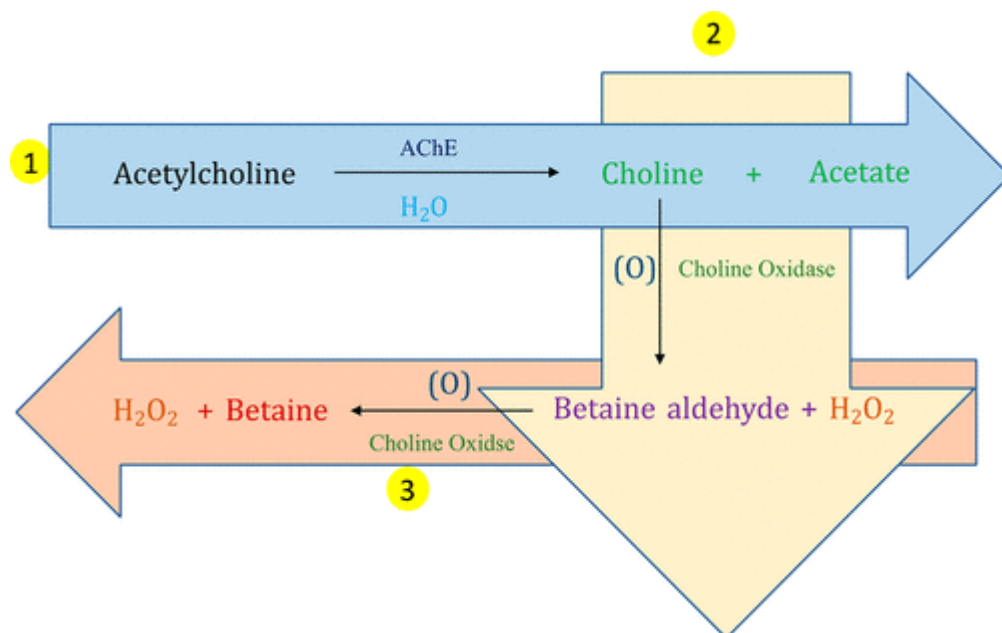 2
1
AChE
Acetylcholine
Choline + Acetate
H₂O
(O) Choline Oxidase
(O)
H₂O₂ + Betaine
Betaine aldehyde + H₂O₂
Choline Oxidse
3